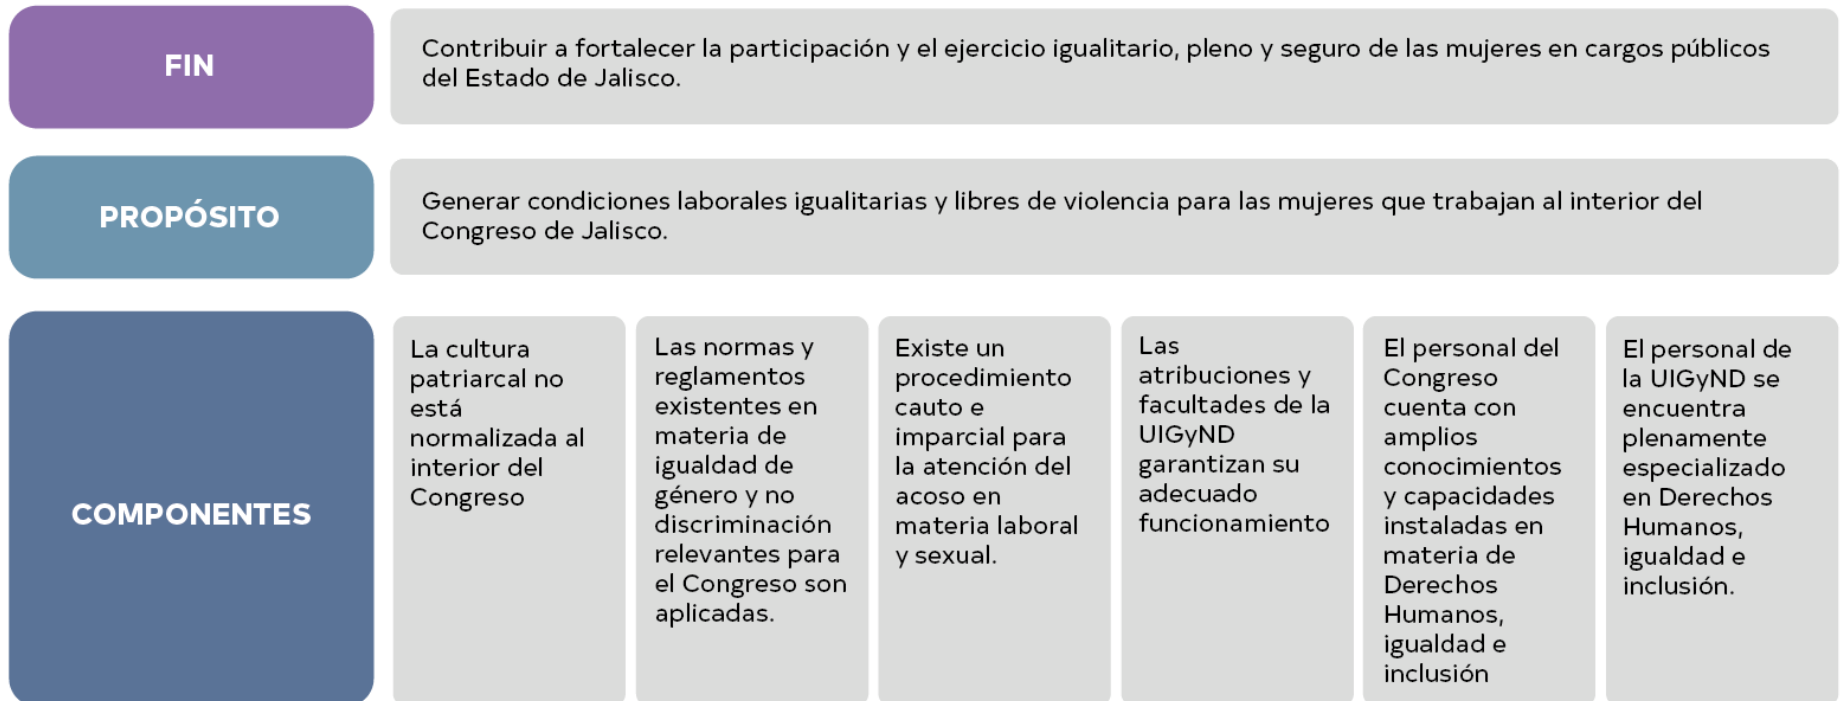 FIN
Contribuir a fortalecer la participación y el ejercicio igualitario, pleno y seguro de las mujeres en cargos públicos
del Estado de Jalisco.
PROPÓSITO
Generar condiciones laborales igualitarias y libres de violencia para las mujeres que trabajan al interior del
Congreso de Jalisco.
COMPONENTES
La cultura
patriarcal no
está
normalizada al
interior del
Congreso
Las normas y
reglamentos
existentes en
materia de
igualdad de
género y no
discriminación
relevantes para
el Congreso son
aplicadas.
Existe un
procedimiento
cauto e
imparcial para
la atención del
acoso en
materia laboral
y sexual.
Las
atribuciones y
facultades de la
UIGyND
garantizan su
adecuado
funcionamiento
El personal del
Congreso
cuenta con
amplios
conocimientos
y capacidades
instaladas en
materia de
Derechos
Humanos,
igualdad e
inclusión
El personal de
la UIGyND se
encuentra
plenamente
especializado
en Derechos
Humanos,
igualdad e
inclusión.